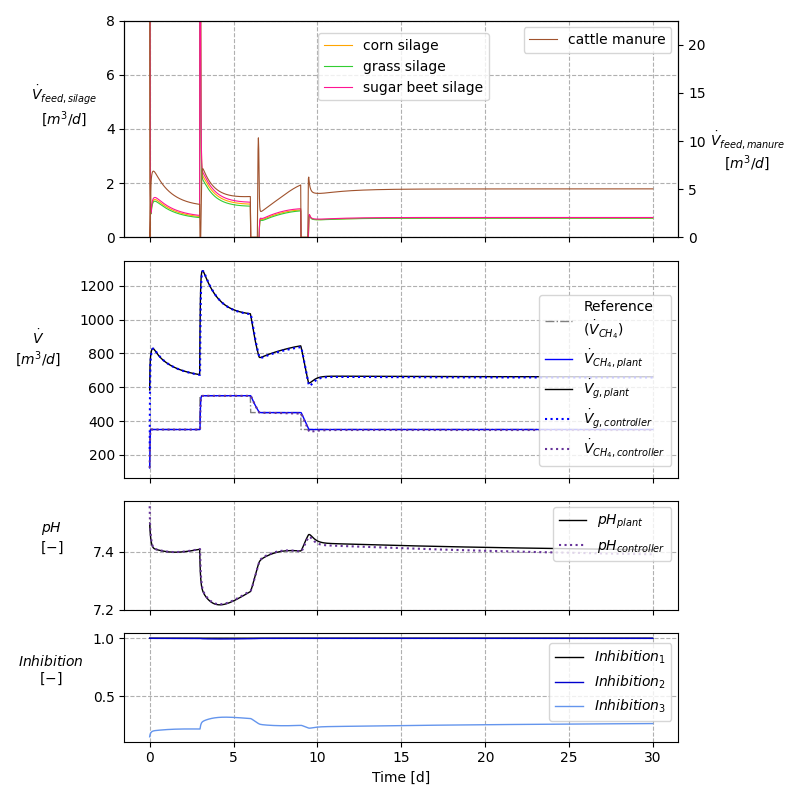 8
6
4
2
0
V̇feed, silage
[m³/d]
corn silage
grass silage
sugar beet silage
cattle manure
20
15
10
5
0
V̇feed, manure
[m³/d]
1200
1000
800
600
400
200
V̇
[m³/d]
Reference
(V̇CH₄)
V̇CH₄, plant
V̇g, plant
V̇g, controller
V̇CH₄, controller
pH
[−]
7.4
7.2
pHplant
pHcontroller
Inhibition
[−]
1.0
0.5
Inhibition₁
Inhibition₂
Inhibition₃
0 5 10 15 20 25 30
Time [d]